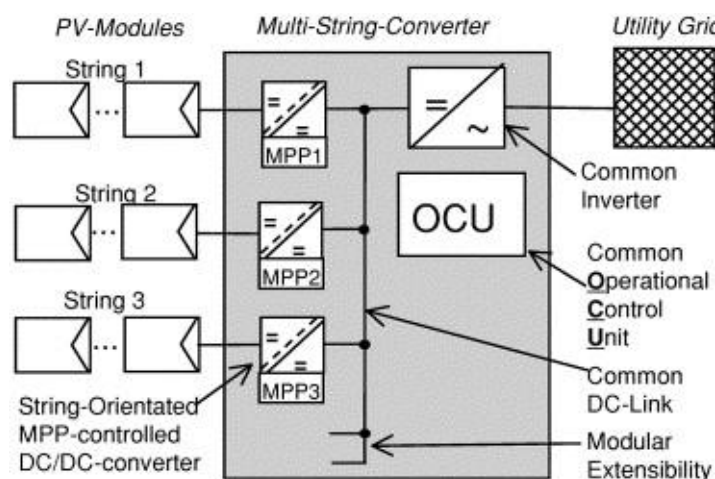 PV-Modules
Multi-String-Converter
Utility Grid
String 1
...
=
=
MPP1
=
~
Common
Inverter
String 2
...
=
=
MPP2
OCU
Common
Operational
Control
Unit
String 3
...
=
=
MPP3
String-Orientated
MPP-controlled
DC/DC-converter
Common
DC-Link
Modular
Extensibility